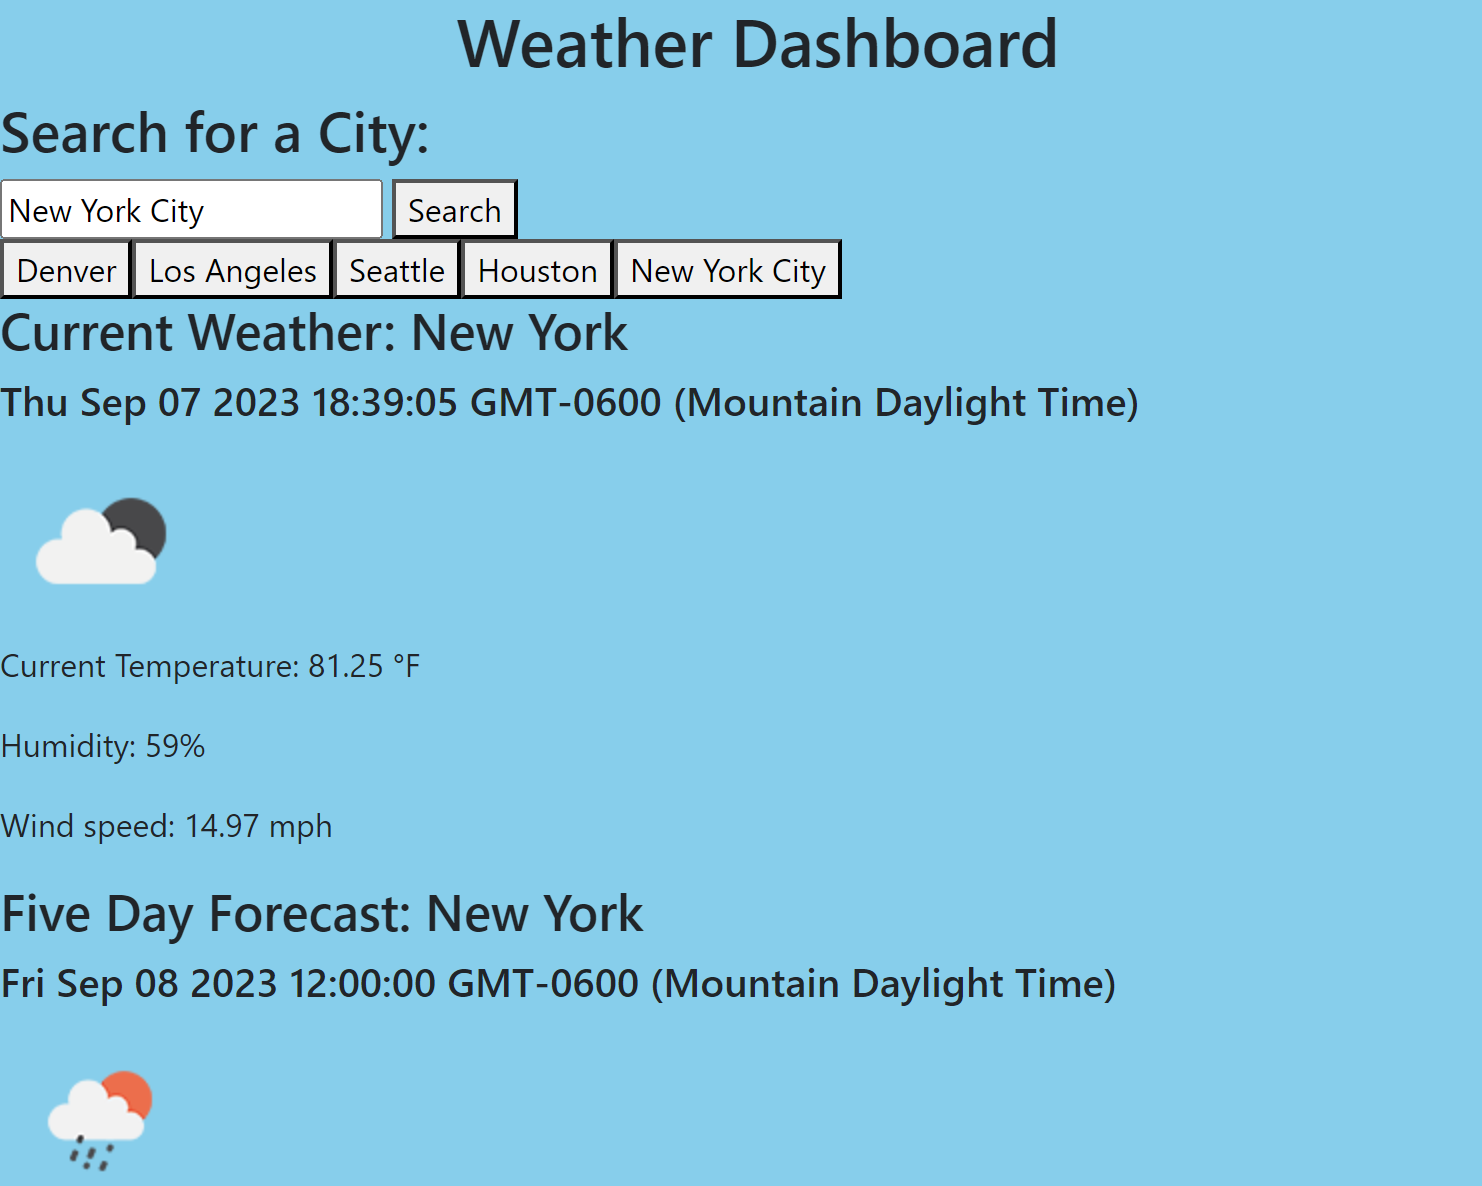 Weather Dashboard
Search for a City:
New York City Search
Denver Los Angeles Seattle Houston New York City
Current Weather: New York
Thu Sep 07 2023 18:39:05 GMT-0600 (Mountain Daylight Time)
Current Temperature: 81.25 °F
Humidity: 59%
Wind speed: 14.97 mph
Five Day Forecast: New York
Fri Sep 08 2023 12:00:00 GMT-0600 (Mountain Daylight Time)